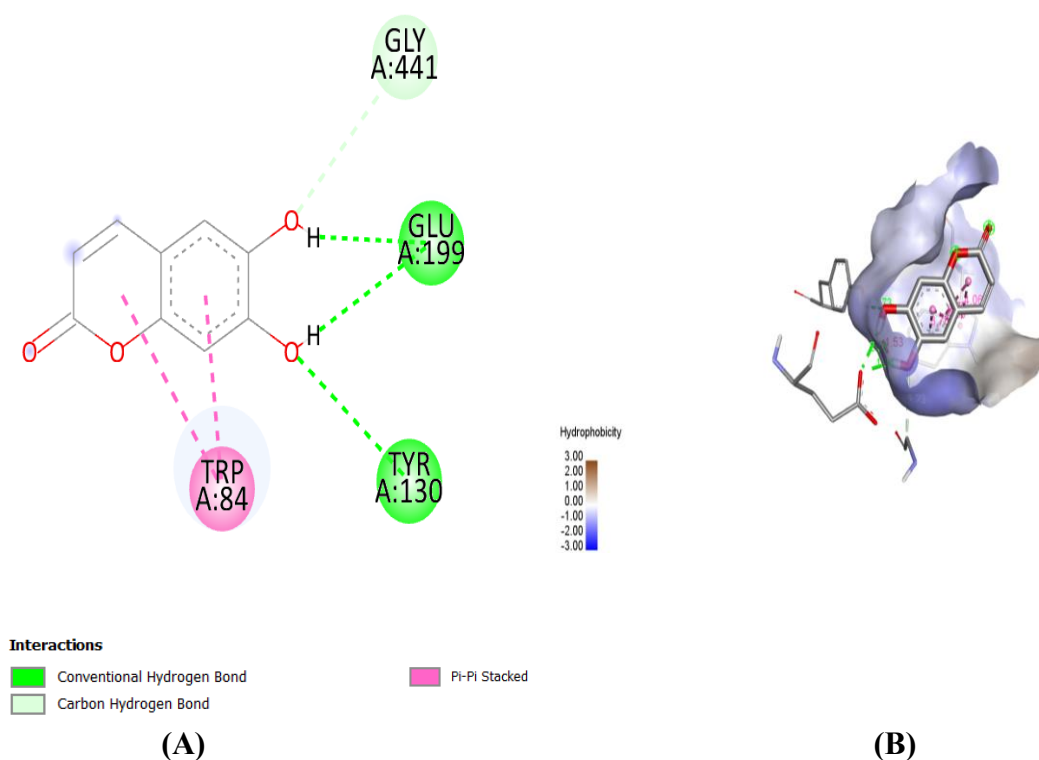 GLY
A:441
O
H
GLU
A:199
H
O
O
O
TRP
A:84
TYR
A:130
Interactions
Conventional Hydrogen Bond
Pi-Pi Stacked
Carbon Hydrogen Bond
(A)
Hydrophobicity
3.00
2.00
1.00
0.00
-1.00
-2.00
-3.00
(B)